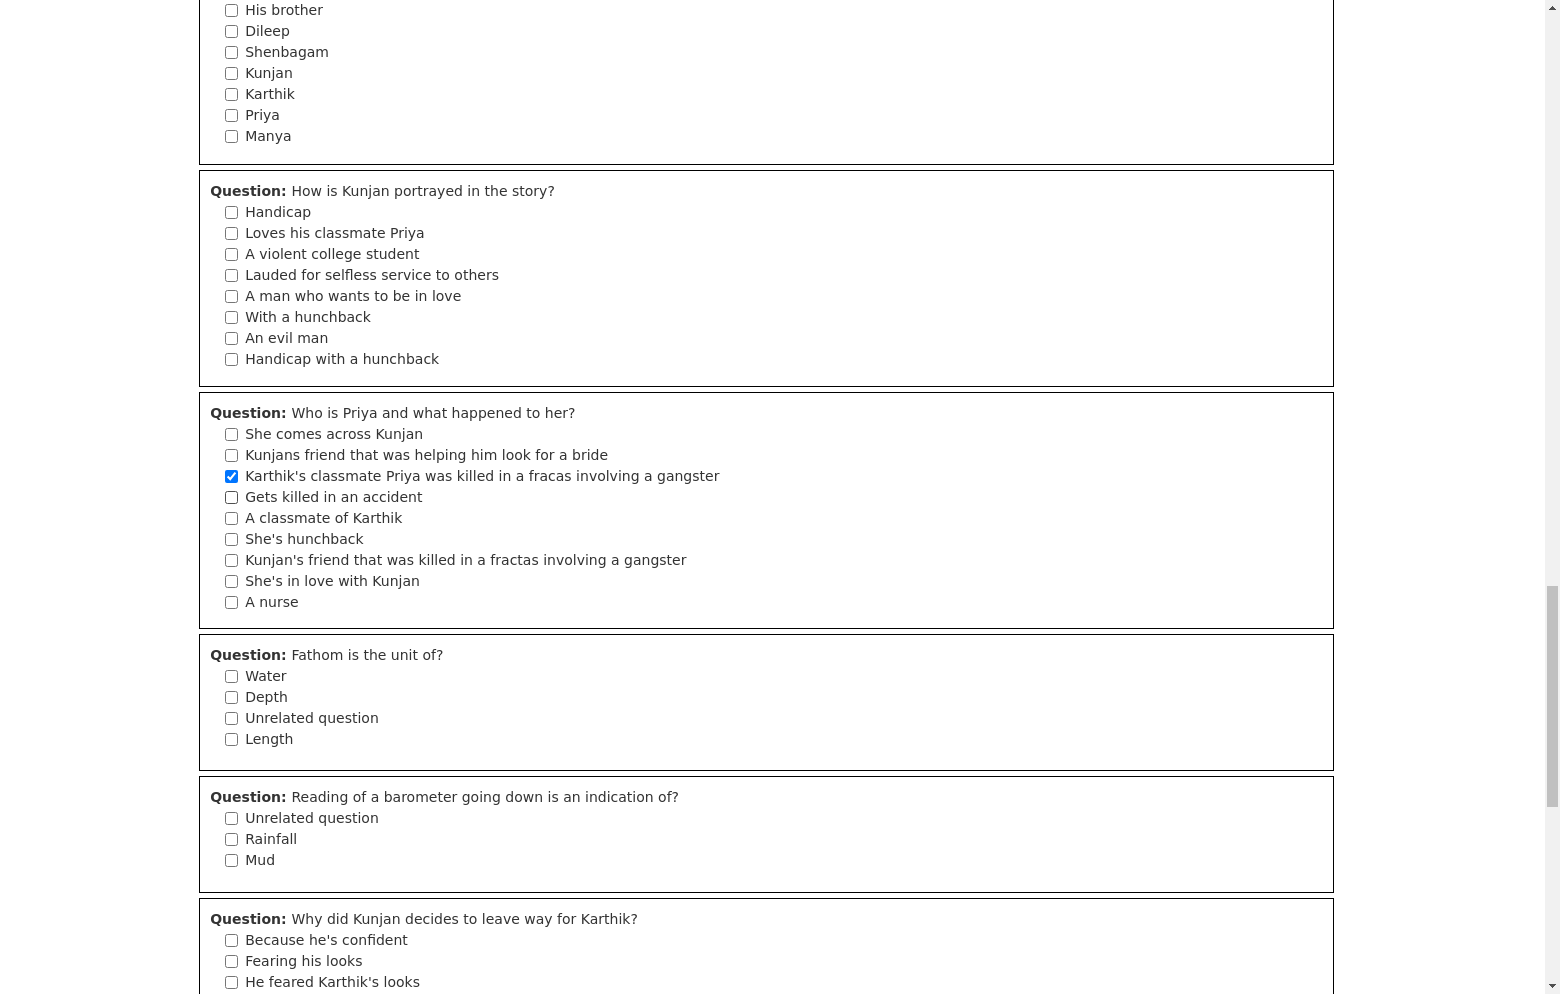 His brother
Dileep
Shenbagam
Kunjan
Karthik
Priya
Manya
Question: How is Kunjan portrayed in the story?
Handicap
Loves his classmate Priya
A violent college student
Lauded for selfless service to others
A man who wants to be in love
With a hunchback
An evil man
Handicap with a hunchback
Question: Who is Priya and what happened to her?
She comes across Kunjan
Kunjans friend that was helping him look for a bride
Karthik's classmate Priya was killed in a fracas involving a gangster
Gets killed in an accident
A classmate of Karthik
She's hunchback
Kunjan's friend that was killed in a fractas involving a gangster
She's in love with Kunjan
A nurse
Question: Fathom is the unit of?
Water
Depth
Unrelated question
Length
Question: Reading of a barometer going down is an indication of?
Unrelated question
Rainfall
Mud
Question: Why did Kunjan decides to leave way for Karthik?
Because he's confident
Fearing his looks
He feared Karthik's looks